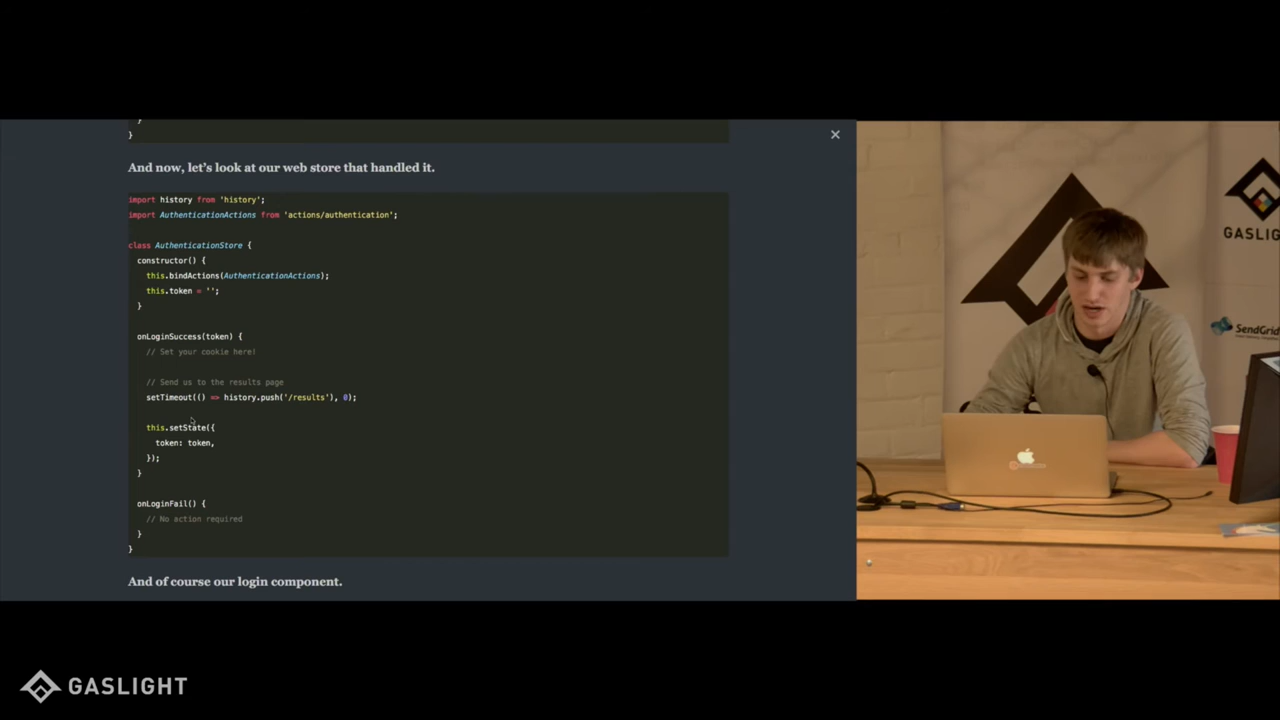 }
}
And now, let's look at our web store that handled it.
import history from 'history';
import AuthenticationActions from 'actions/authentication';
class AuthenticationStore {
constructor() {
this.bindActions(AuthenticationActions);
this.token = '';
}
onLoginSuccess(token) {
// Set your cookie here!
// Send us to the results page
setTimeout(() => history.push('/results'), 0);
this.setState({
token: token,
});
}
onLoginFail() {
// No action required
}
}
And of course our login component.
GASLIG
SendGrid
GASLIGHT